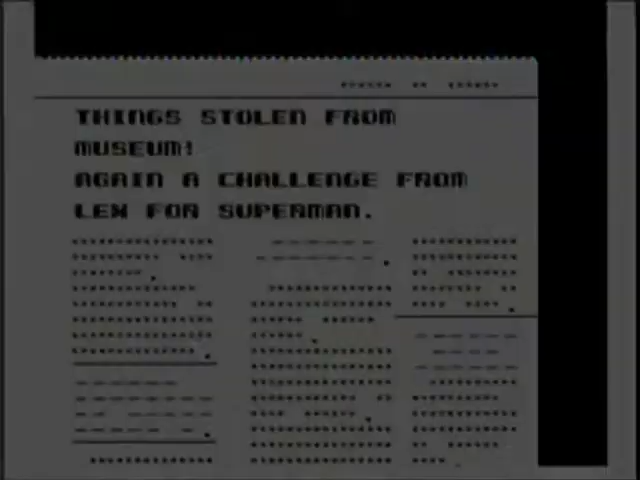 THINGS STOLEN FROM
MUSEUM!
AGAIN A CHALLENGE FROM
LEX FOR SUPERMAN.